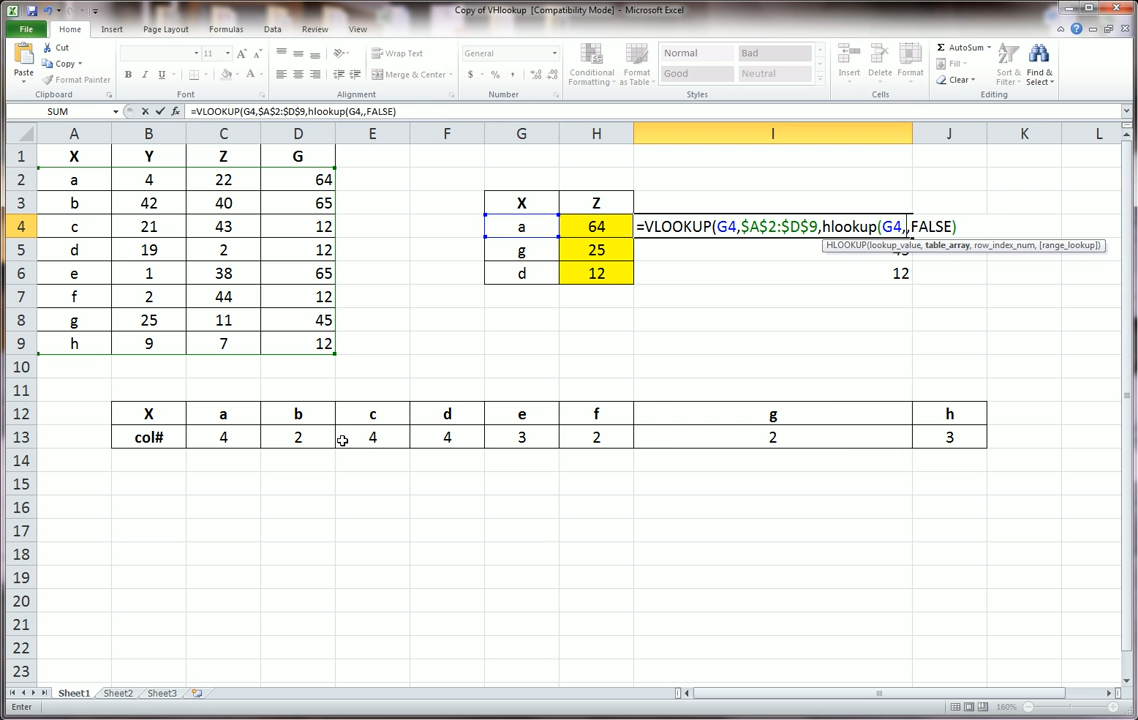 Copy of VHlookup [Compatibility Mode] - Microsoft Excel
File Home Insert Page Layout Formulas Data Review View
Cut 11 Wrap Text General Normal Bad AutoSum
Copy Fill
Paste Format Painter Merge & Center Conditional Formatting Format as Table Good Neutral Insert Delete Format Clear Sort & Filter Find & Select
Clipboard Font Alignment Number Styles Cells Editing
SUM =VLOOKUP(G4,$A$2:$D$9,hlookup(G4,,FALSE)
A B C D E F G H I J K L
1 X Y Z G
2 a 4 22 64
3 b 42 40 65 X Z
4 c 21 43 12 a 64 =VLOOKUP(G4,$A$2:$D$9,hlookup(G4,,FALSE)
HLOOKUP(lookup_value, table_array, row_index_num, [range_lookup])
5 d 19 2 12 g 25
6 e 1 38 65 d 12 12
7 f 2 44 12
8 g 25 11 45
9 h 9 7 12
10
11
12 X a b c d e f g h
13 col# 4 2 4 4 3 2 2 3
14
15
16
17
18
19
20
21
22
23
Sheet1 Sheet2 Sheet3
Enter 160%